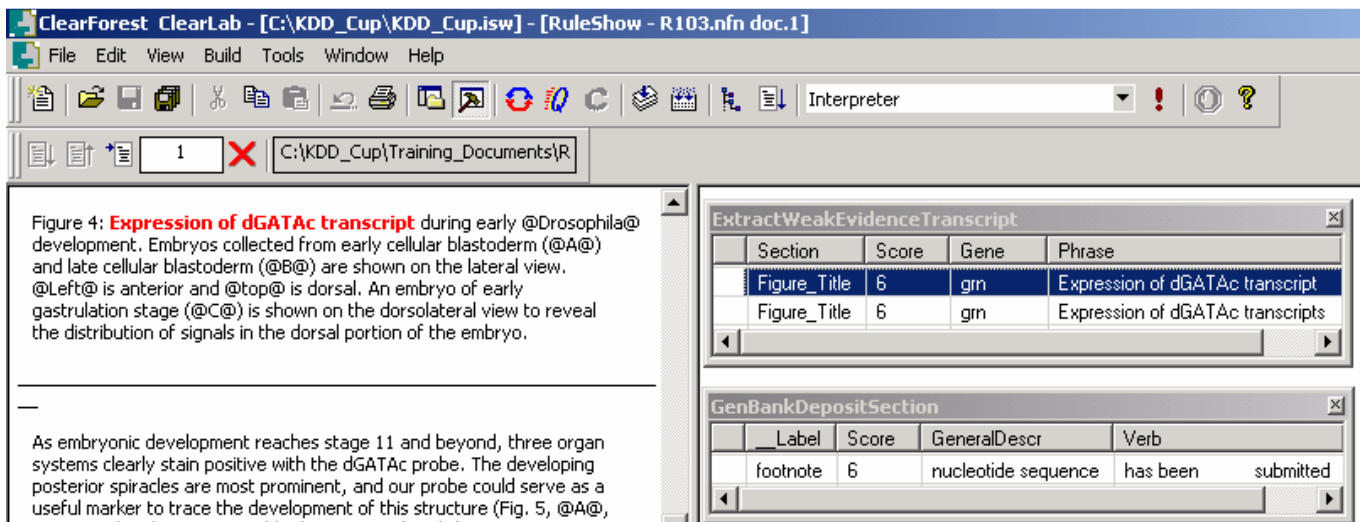 ClearForest ClearLab - [C:\KDD_Cup\KDD_Cup.isw] - [RuleShow - R103.nfn doc.1]
File Edit View Build Tools Window Help
Interpreter
1 C:\KDD_Cup\Training_Documents\R
Figure 4: Expression of dGATAc transcript during early @Drosophila@
development. Embryos collected from early cellular blastoderm (@A@)
and late cellular blastoderm (@B@) are shown on the lateral view.
@Left@ is anterior and @top@ is dorsal. An embryo of early
gastrulation stage (@C@) is shown on the dorsolateral view to reveal
the distribution of signals in the dorsal portion of the embryo.
As embryonic development reaches stage 11 and beyond, three organ
systems clearly stain positive with the dGATAc probe. The developing
posterior spiracles are most prominent, and our probe could serve as a
useful marker to trace the development of this structure (Fig. 5, @A@,
ExtractWeakEvidenceTranscript
Section Score Gene Phrase
Figure_Title 6 grn Expression of dGATAc transcript
Figure_Title 6 grn Expression of dGATAc transcripts
GenBankDepositSection
__Label Score GeneralDescr Verb
footnote 6 nucleotide sequence has been submitted